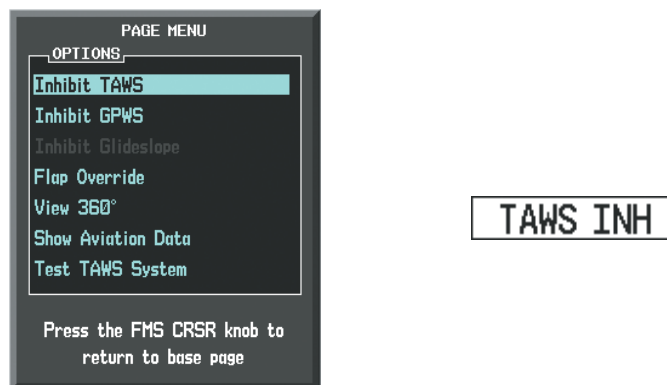 PAGE MENU
OPTIONS
Inhibit TAWS
Inhibit GPWS
Inhibit Glideslope
Flap Override
View 360°
Show Aviation Data
Test TAWS System
Press the FMS CRSR knob to
return to base page
TAWS INH